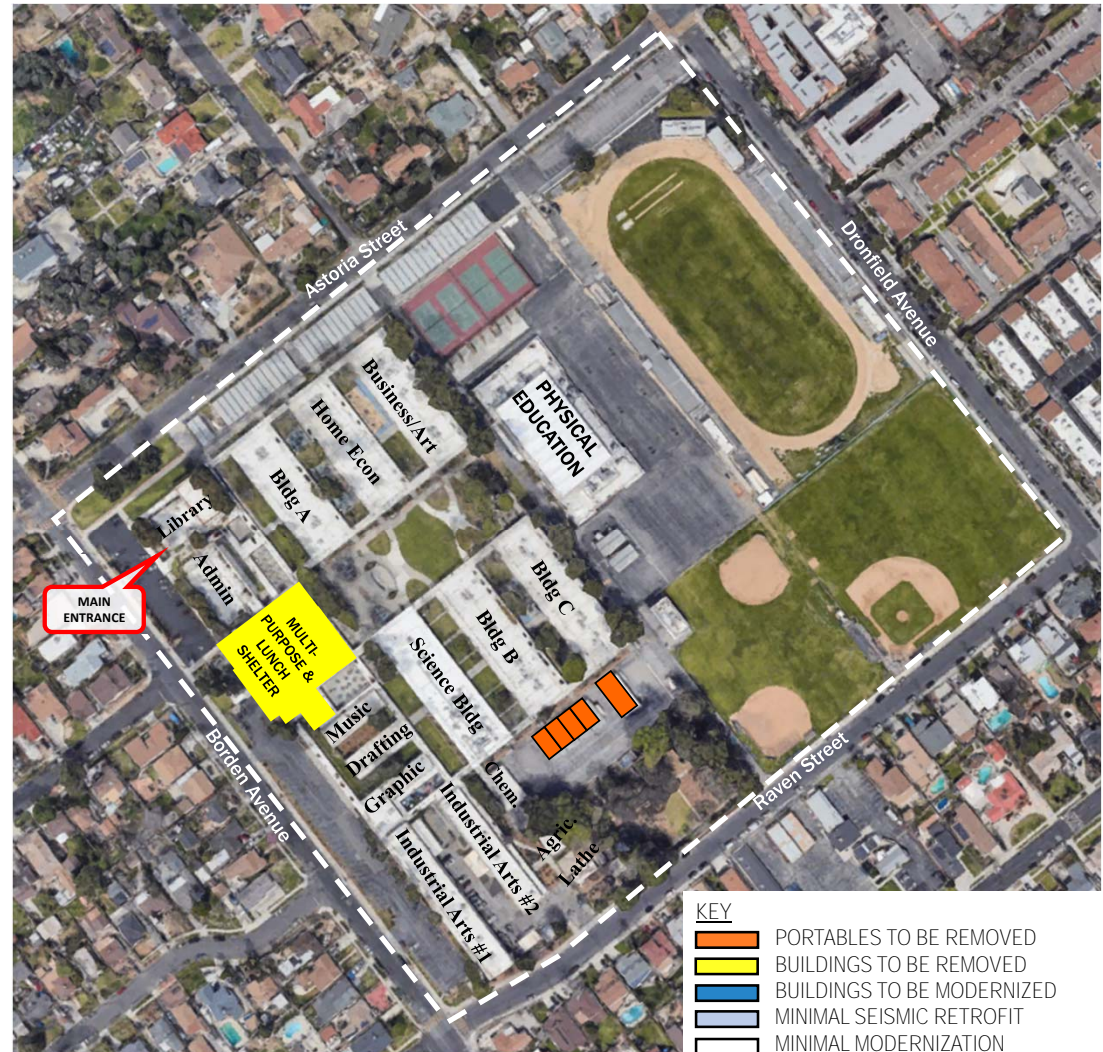 Astoria Street
Dronfield Avenue
Business/Art
Home Econ
Bldg A
PHYSICAL
EDUCATION
Library
Admin
MAIN
ENTRANCE
MULTI-
PURPOSE &
LUNCH
SHELTER
Bldg C
Bldg B
Science Bldg
Music
Drafting
Graphic
Chem.
Industrial Arts #2
Industrial Arts #1
Agric.
Lathe
Borden Avenue
Raven Street
KEY
PORTABLES TO BE REMOVED
BUILDINGS TO BE REMOVED
BUILDINGS TO BE MODERNIZED
MINIMAL SEISMIC RETROFIT
MINIMAL MODERNIZATION